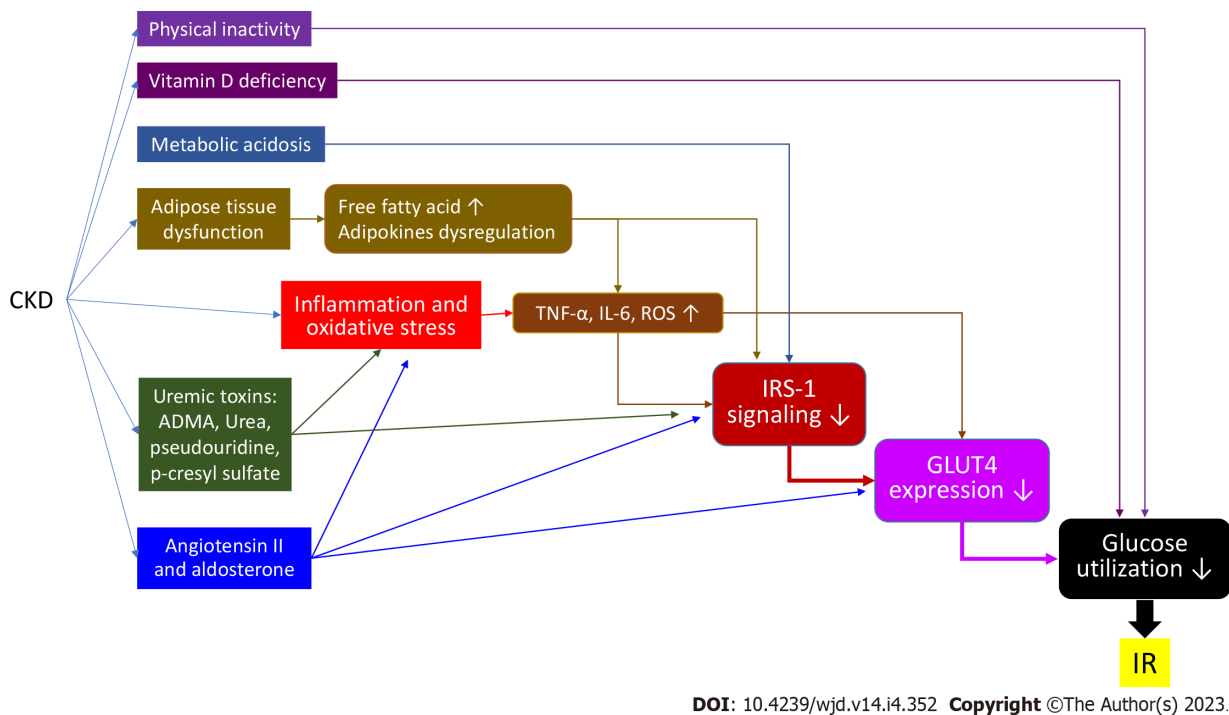 Physical inactivity
Vitamin D deficiency
Metabolic acidosis
Adipose tissue
dysfunction
Free fatty acid ↑
Adipokines dysregulation
CKD
Inflammation and
oxidative stress
TNF-α, IL-6, ROS ↑
Uremic toxins:
ADMA, Urea,
pseudouridine,
p-cresyl sulfate
IRS-1
signaling ↓
GLUT4
expression ↓
Angiotensin II
and aldosterone
Glucose
utilization ↓
IR
DOI: 10.4239/wjd.v14.i4.352 Copyright ©The Author(s) 2023.